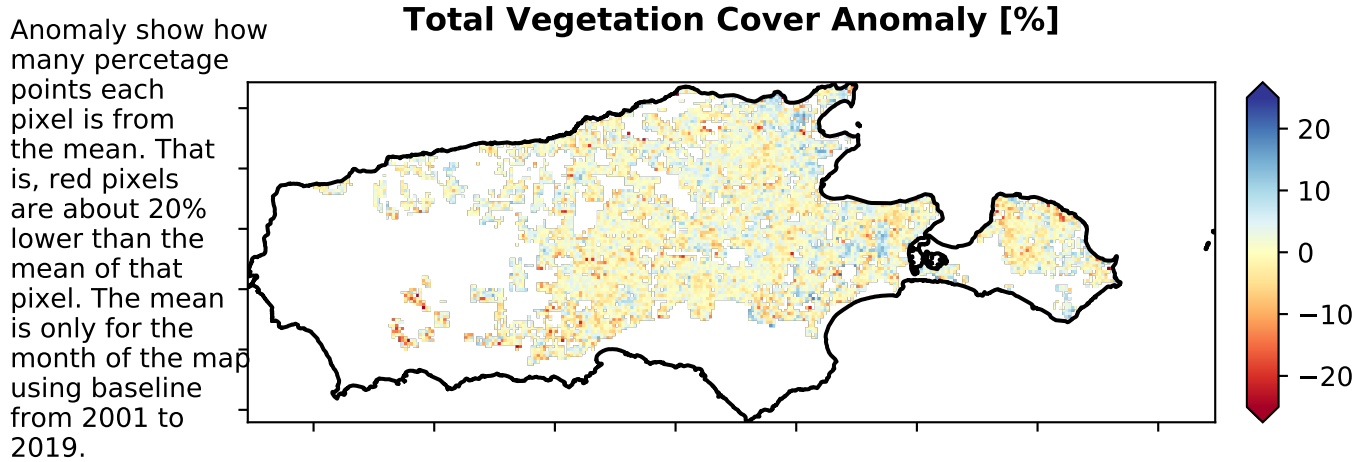 Total Vegetation Cover Anomaly [%]
Anomaly show how
many percetage
points each
pixel is from
the mean. That
is, red pixels
are about 20%
lower than the
mean of that
pixel. The mean
is only for the
month of the map
using baseline
from 2001 to
2019.
20
10
0
−10
−20